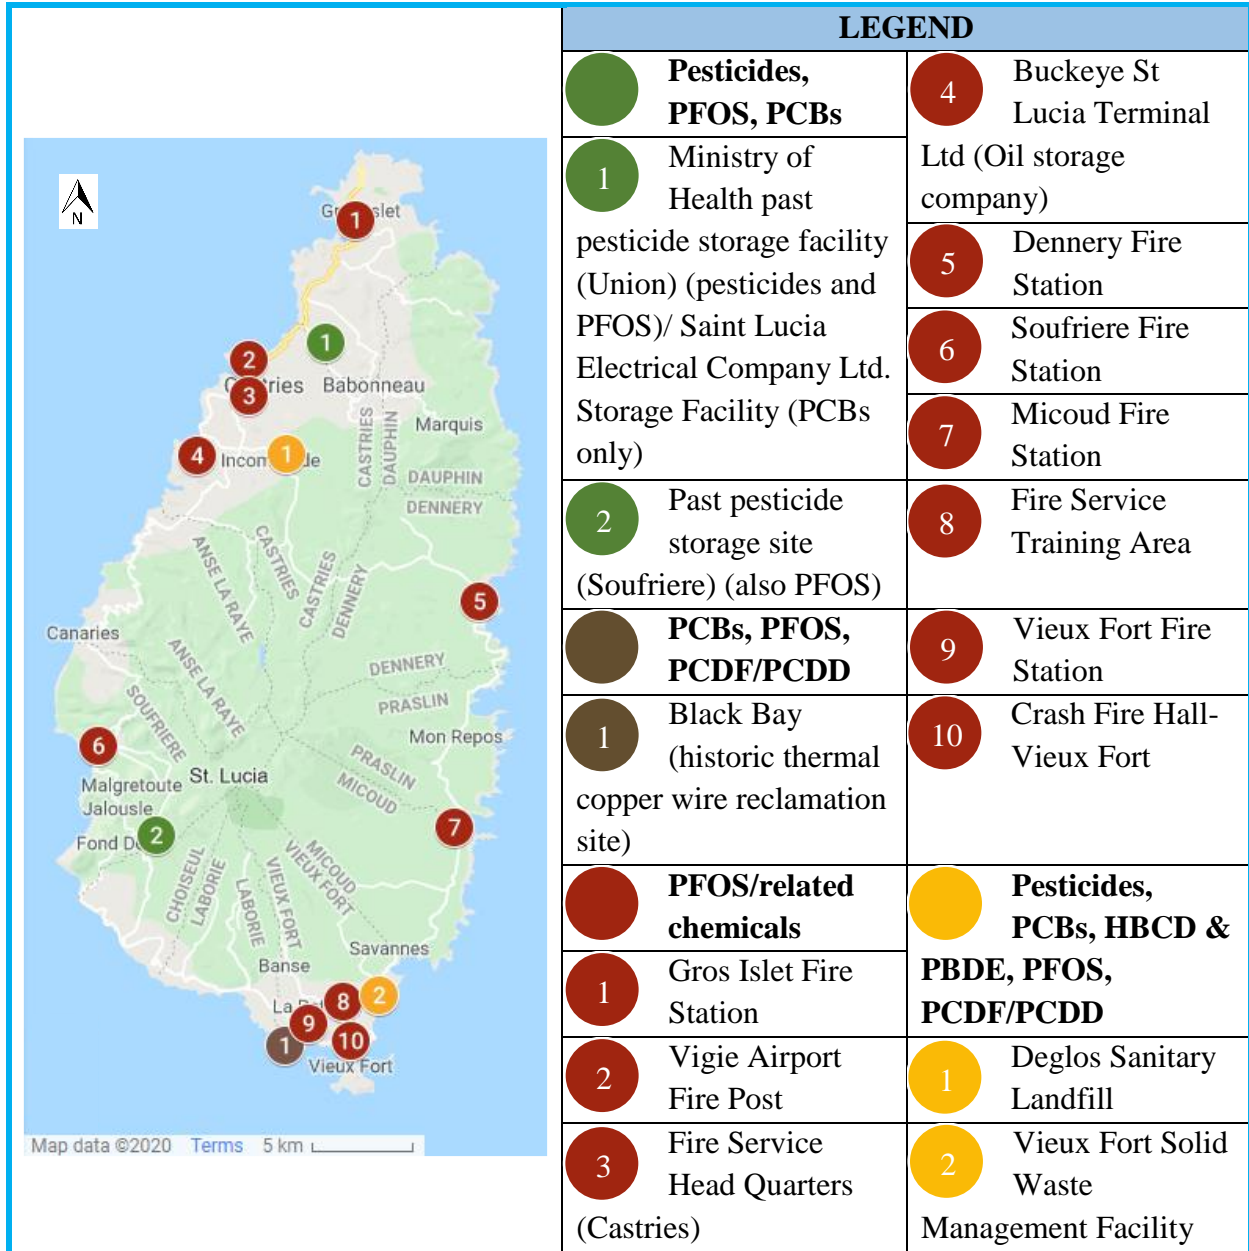 LEGEND
Pesticides,
PFOS, PCBs
1 Ministry of
Health past
pesticide storage facility
(Union) (pesticides and
PFOS)/ Saint Lucia
Electrical Company Ltd.
Storage Facility (PCBs
only)
2 Past pesticide
storage site
(Soufriere) (also PFOS)
PCBs, PFOS,
PCDF/PCDD
1 Black Bay
(historic thermal
copper wire reclamation
site)
PFOS/related
chemicals
1 Gros Islet Fire
Station
2 Vigie Airport
Fire Post
3 Fire Service
Head Quarters
(Castries)
4 Buckeye St
Lucia Terminal
Ltd (Oil storage
company)
5 Dennery Fire
Station
6 Soufriere Fire
Station
7 Micoud Fire
Station
8 Fire Service
Training Area
9 Vieux Fort Fire
Station
10 Crash Fire Hall-
Vieux Fort
Pesticides,
PCBs, HBCD &
PBDE, PFOS,
PCDF/PCDD
1 Deglos Sanitary
Landfill
2 Vieux Fort Solid
Waste
Management Facility
N
1
1
2
3
Babonneau
Marquis
4
1
CASTRIES
DAUPHIN
DAUPHIN
DENNERY
ANSE LA RAYE
CASTRIES
CASTRIES
DENNERY
5
Canaries
ANSE LA RAYE
SOUFRIERE
DENNERY
PRASLIN
Mon Repos
6
PRASLIN
MICOUD
Malgretoute
St. Lucia
Jalousle
7
Fond
2
CHOISEUL
LABORIE
LABORIE
VIEUX FORT
MICOUD
VIEUX FORT
Savannes
Banse
La
8
2
9
1
10
Vieux Fort
Map data ©2020 Terms 5 km